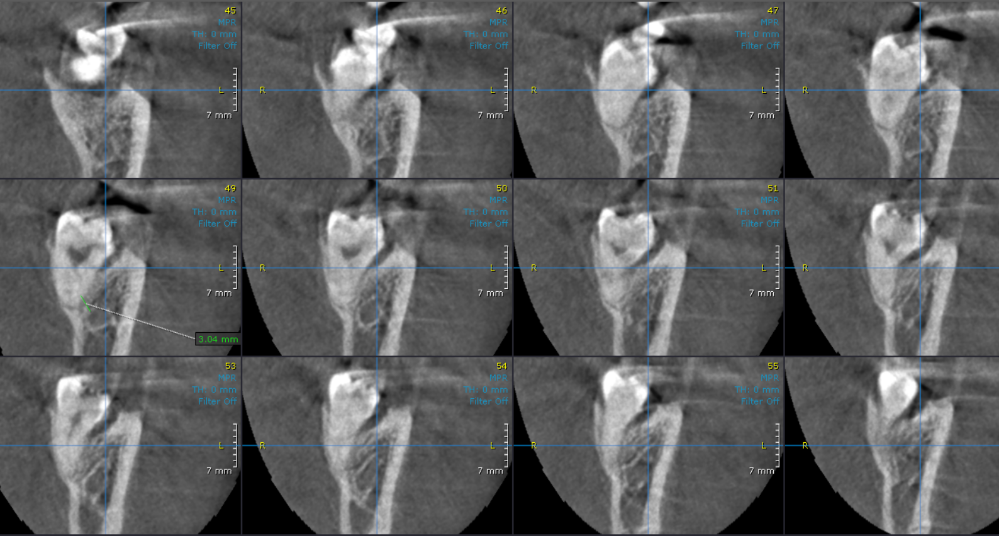 45
MPR
TH: 0 mm
Filter Off
L
7 mm
46
MPR
TH: 0 mm
Filter Off
R
L
7 mm
47
MPR
TH: 0 mm
Filter Off
R
L
7 mm
R
49
MPR
TH: 0 mm
Filter Off
L
7 mm
3.04 mm
50
MPR
TH: 0 mm
Filter Off
R
L
7 mm
51
MPR
TH: 0 mm
Filter Off
R
L
7 mm
R
53
MPR
TH: 0 mm
Filter Off
L
7 mm
54
MPR
TH: 0 mm
Filter Off
R
L
7 mm
55
MPR
TH: 0 mm
Filter Off
R
L
7 mm
R